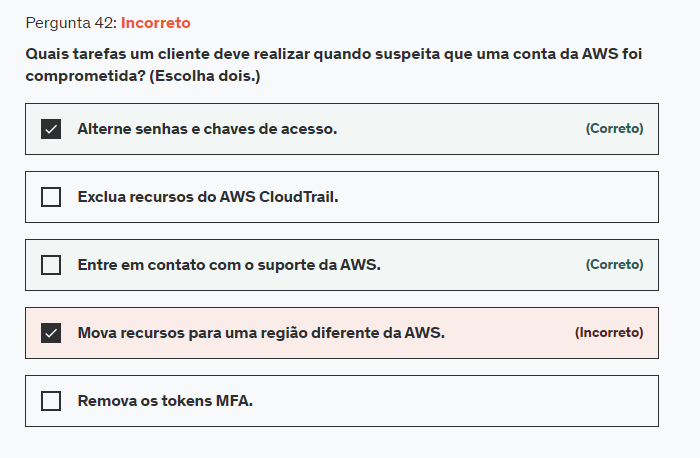 Pergunta 42: Incorreto
Quais tarefas um cliente deve realizar quando suspeita que uma conta da AWS foi
comprometida? (Escolha dois.)
Alterne senhas e chaves de acesso. (Correto)
Exclua recursos do AWS CloudTrail.
Entre em contato com o suporte da AWS. (Correto)
Mova recursos para uma região diferente da AWS. (Incorreto)
Remova os tokens MFA.